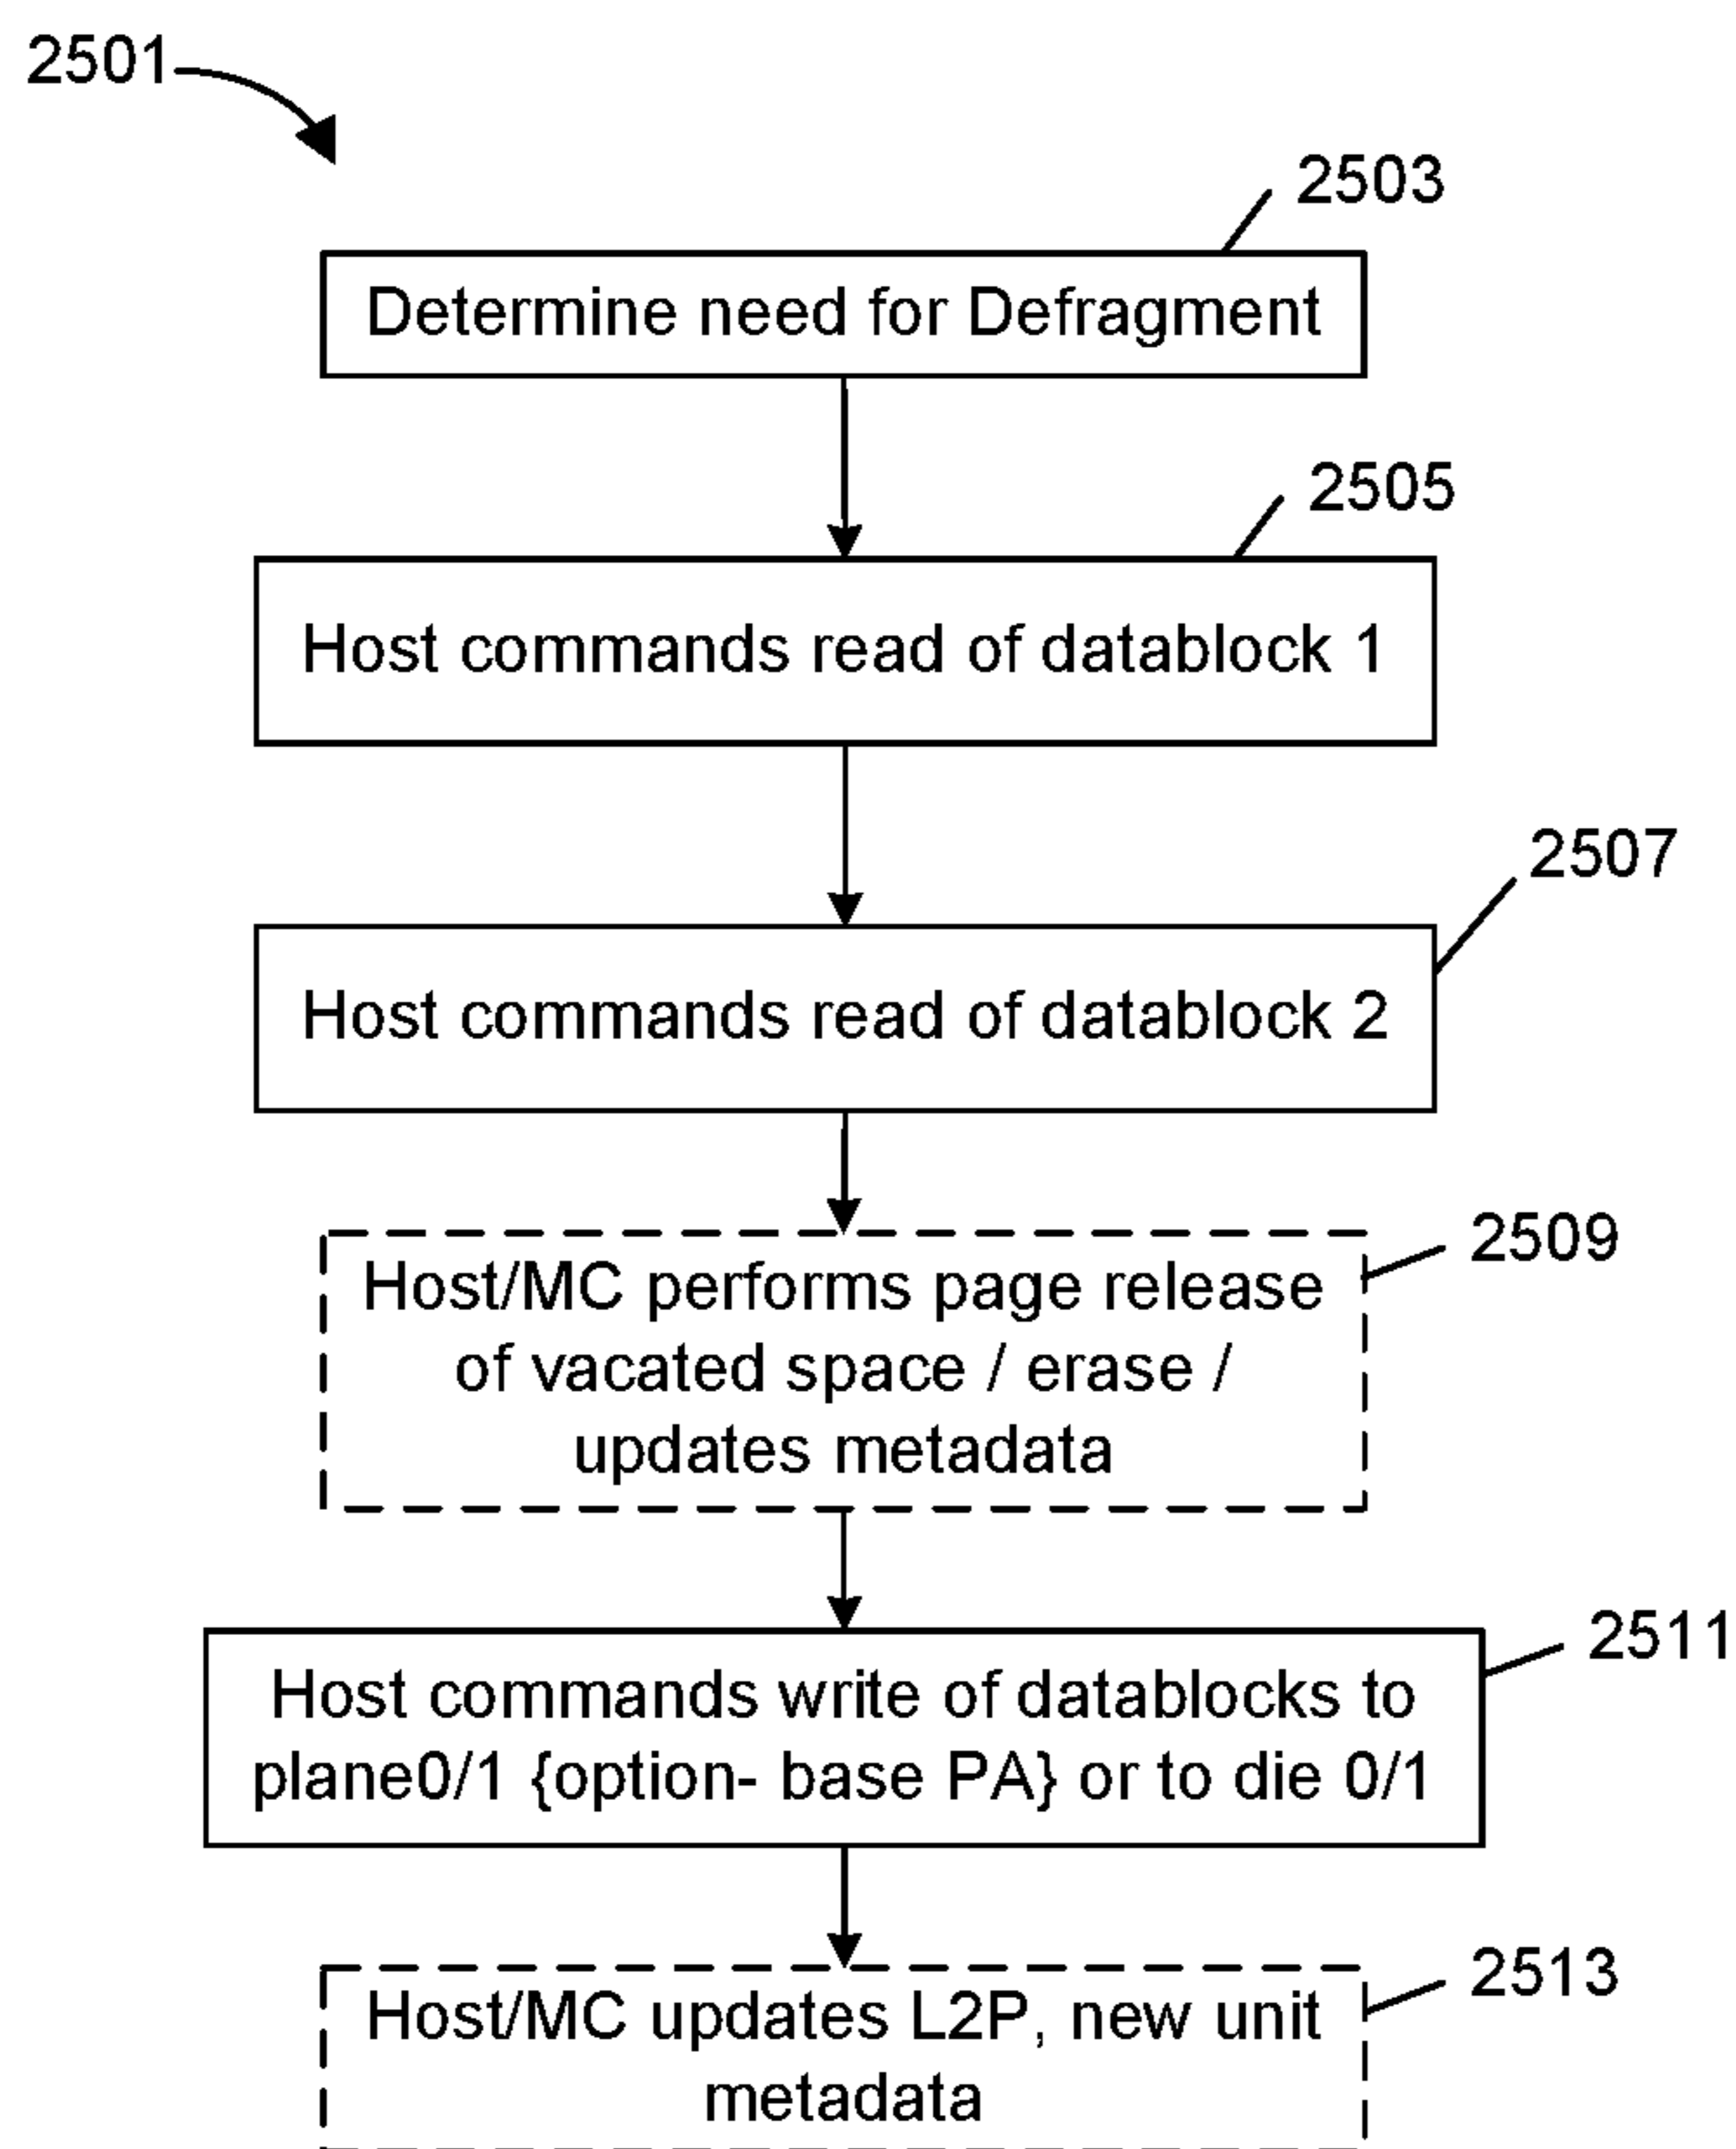 2501
2503
Determine need for Defragment
2505
Host commands read of datablock 1
2507
Host commands read of datablock 2
2509
Host/MC performs page release
of vacated space / erase /
updates metadata
2511
Host commands write of datablocks to
plane0/1 {option- base PA} or to die 0/1
2513
Host/MC updates L2P, new unit
metadata